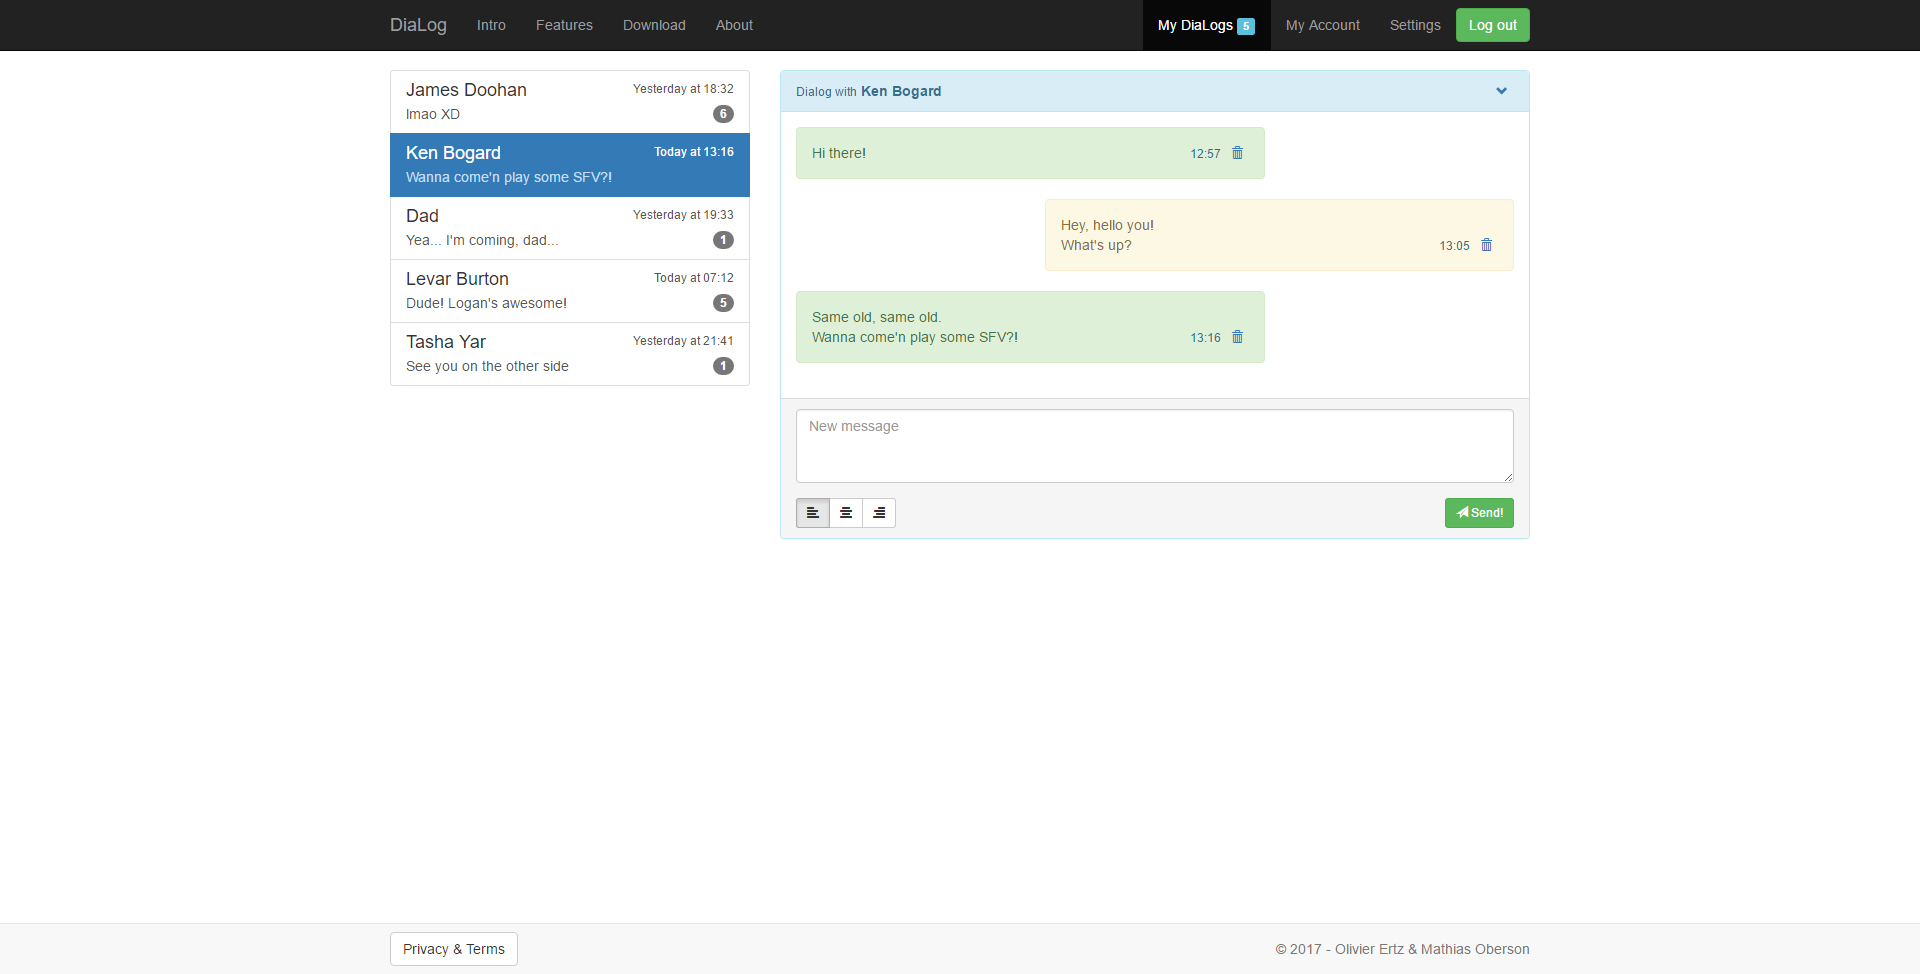 DiaLog Intro Features Download About My DiaLogs 5 My Account Settings Log out
James Doohan Yesterday at 18:32
lmao XD 6
Ken Bogard Today at 13:16
Wanna come'n play some SFV?!
Dad Yesterday at 19:33
Yea... I'm coming, dad... 1
Levar Burton Today at 07:12
Dude! Logan's awesome! 5
Tasha Yar Yesterday at 21:41
See you on the other side 1
Dialog with Ken Bogard
Hi there! 12:57
Hey, hello you!
What's up? 13:05
Same old, same old.
Wanna come'n play some SFV?! 13:16
New message
Send!
Privacy & Terms © 2017 - Olivier Ertz & Mathias Oberson